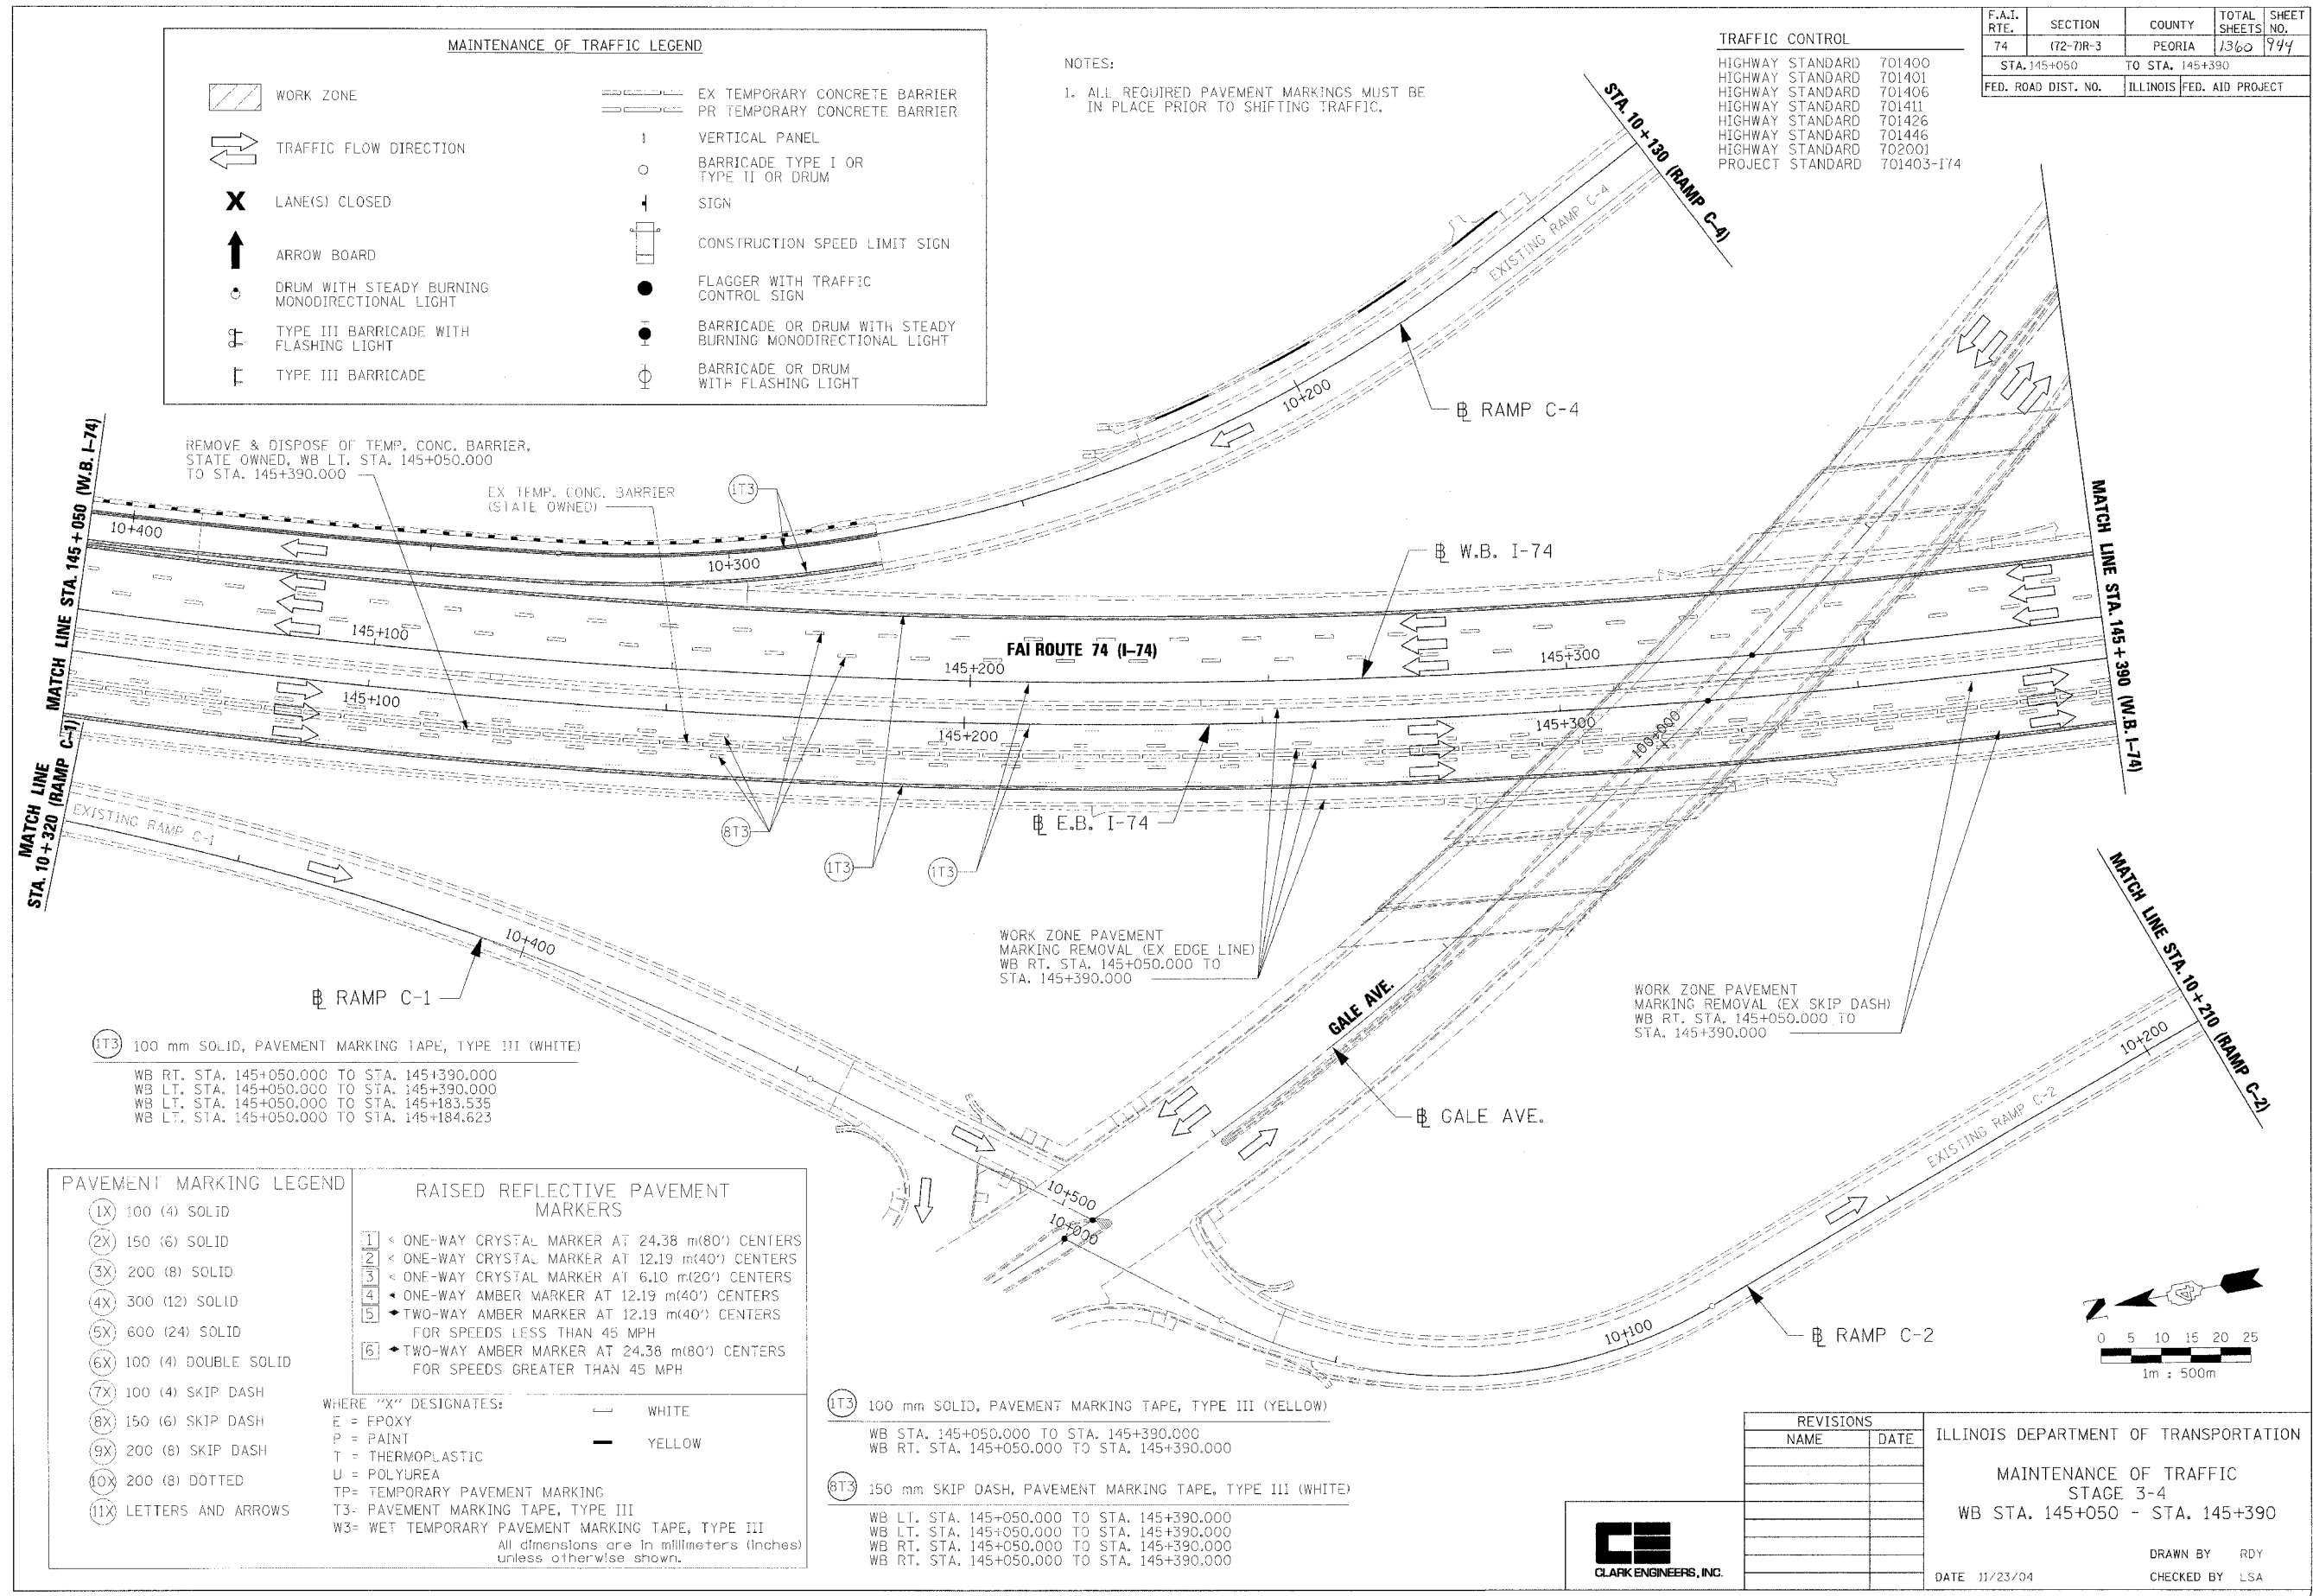 F.A.I. RTE.
SECTION
COUNTY
TOTAL SHEETS
SHEET NO.
74
(72-7)R-3
PEORIA
1360
944
STA. 145+050 TO STA. 145+390
FED. ROAD DIST. NO.
ILLINOIS
FED. AID PROJECT
MAINTENANCE OF TRAFFIC LEGEND
WORK ZONE
TRAFFIC FLOW DIRECTION
LANE(S) CLOSED
ARROW BOARD
DRUM WITH STEADY BURNING
MONODIRECTIONAL LIGHT
TYPE III BARRICADE WITH
FLASHING LIGHT
TYPE III BARRICADE
EX TEMPORARY CONCRETE BARRIER
PR TEMPORARY CONCRETE BARRIER
VERTICAL PANEL
BARRICADE TYPE I OR
TYPE II OR DRUM
SIGN
CONSTRUCTION SPEED LIMIT SIGN
FLAGGER WITH TRAFFIC
CONTROL SIGN
BARRICADE OR DRUM WITH STEADY
BURNING MONODIRECTIONAL LIGHT
BARRICADE OR DRUM
WITH FLASHING LIGHT
NOTES:
1. ALL REQUIRED PAVEMENT MARKINGS MUST BE
IN PLACE PRIOR TO SHIFTING TRAFFIC.
TRAFFIC CONTROL
HIGHWAY STANDARD 701400
HIGHWAY STANDARD 701401
HIGHWAY STANDARD 701406
HIGHWAY STANDARD 701411
HIGHWAY STANDARD 701426
HIGHWAY STANDARD 701446
HIGHWAY STANDARD 702001
PROJECT STANDARD 701403-I74
STA. 10+130 (RAMP C-4)
EXISTING RAMP C-4
10+200
RAMP C-4
REMOVE & DISPOSE OF TEMP. CONC. BARRIER,
STATE OWNED, WB LT. STA. 145+050.000
TO STA. 145+390.000
EX TEMP. CONC. BARRIER
(STATE OWNED)
1T3
MATCH LINE STA. 145+050 (W.B. I-74)
10+400
10+300
W.B. I-74
MATCH LINE STA. 145+390 (W.B. I-74)
145+100
FAI ROUTE 74 (I-74)
145+200
145+300
145+100
145+200
145+300
100+000
MATCH LINE
STA. 10+320 (RAMP C-1)
EXISTING RAMP C-1
8T3
1T3
1T3
E.B. I-74
10+400
RAMP C-1
WORK ZONE PAVEMENT
MARKING REMOVAL (EX EDGE LINE)
WB RT. STA. 145+050.000 TO
STA. 145+390.000
GALE AVE.
GALE AVE.
WORK ZONE PAVEMENT
MARKING REMOVAL (EX SKIP DASH)
WB RT. STA. 145+050.000 TO
STA. 145+390.000
MATCH LINE STA. 10+210 (RAMP C-2)
10+200
EXISTING RAMP C-2
10+500
10+000
10+100
RAMP C-2
1T3 100 mm SOLID, PAVEMENT MARKING TAPE, TYPE III (WHITE)
WB RT. STA. 145+050.000 TO STA. 145+390.000
WB LT. STA. 145+050.000 TO STA. 145+390.000
WB LT. STA. 145+050.000 TO STA. 145+183.535
WB LT. STA. 145+050.000 TO STA. 145+184.623
PAVEMENT MARKING LEGEND
1X 100 (4) SOLID
2X 150 (6) SOLID
3X 200 (8) SOLID
4X 300 (12) SOLID
5X 600 (24) SOLID
6X 100 (4) DOUBLE SOLID
7X 100 (4) SKIP DASH
8X 150 (6) SKIP DASH
9X 200 (8) SKIP DASH
10X 200 (8) DOTTED
11X LETTERS AND ARROWS
RAISED REFLECTIVE PAVEMENT
MARKERS
1 < ONE-WAY CRYSTAL MARKER AT 24.38 m(80') CENTERS
2 < ONE-WAY CRYSTAL MARKER AT 12.19 m(40') CENTERS
3 < ONE-WAY CRYSTAL MARKER AT 6.10 m(20') CENTERS
4 ◂ ONE-WAY AMBER MARKER AT 12.19 m(40') CENTERS
5 ◆ TWO-WAY AMBER MARKER AT 12.19 m(40') CENTERS
FOR SPEEDS LESS THAN 45 MPH
6 ◆ TWO-WAY AMBER MARKER AT 24.38 m(80') CENTERS
FOR SPEEDS GREATER THAN 45 MPH
WHERE "X" DESIGNATES:
E = EPOXY
P = PAINT
T = THERMOPLASTIC
U = POLYUREA
TP= TEMPORARY PAVEMENT MARKING
T3- PAVEMENT MARKING TAPE, TYPE III
W3= WET TEMPORARY PAVEMENT MARKING TAPE, TYPE III
WHITE
YELLOW
All dimensions are in millimeters (inches)
unless otherwise shown.
1T3 100 mm SOLID, PAVEMENT MARKING TAPE, TYPE III (YELLOW)
WB STA. 145+050.000 TO STA. 145+390.000
WB RT. STA. 145+050.000 TO STA. 145+390.000
8T3 150 mm SKIP DASH, PAVEMENT MARKING TAPE, TYPE III (WHITE)
WB LT. STA. 145+050.000 TO STA. 145+390.000
WB LT. STA. 145+050.000 TO STA. 145+390.000
WB RT. STA. 145+050.000 TO STA. 145+390.000
WB RT. STA. 145+050.000 TO STA. 145+390.000
Z
0 5 10 15 20 25
1m : 500m
CLARK ENGINEERS, INC.
REVISIONS
NAME DATE
ILLINOIS DEPARTMENT OF TRANSPORTATION
MAINTENANCE OF TRAFFIC
STAGE 3-4
WB STA. 145+050 - STA. 145+390
DRAWN BY RDY
DATE 11/23/04
CHECKED BY LSA